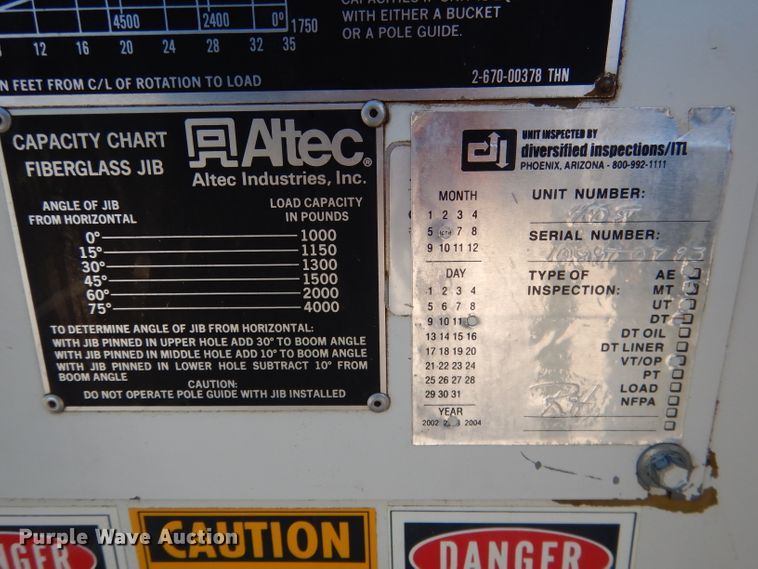 4500 2400 1750
12 16 20 24 28 32 35
N FEET FROM C/L OF ROTATION TO LOAD
WITH EITHER A BUCKET
OR A POLE GUIDE.
2-670-00378 THN
CAPACITY CHART
FIBERGLASS JIB
Altec®
Altec Industries, Inc.
ANGLE OF JIB
FROM HORIZONTAL
LOAD CAPACITY
IN POUNDS
0° 1000
15° 1150
30° 1300
45° 1500
60° 2000
75° 4000
TO DETERMINE ANGLE OF JIB FROM HORIZONTAL:
WITH JIB PINNED IN UPPER HOLE ADD 30° TO BOOM ANGLE
WITH JIB PINNED IN MIDDLE HOLE ADD 10° TO BOOM ANGLE
WITH JIB PINNED IN LOWER HOLE SUBTRACT 10° FROM
BOOM ANGLE
CAUTION:
DO NOT OPERATE POLE GUIDE WITH JIB INSTALLED
UNIT INSPECTED BY
diversified inspections/ITL
PHOENIX, ARIZONA - 800-992-1111
MONTH
1 2 3 4
5 7 8
9 10 11 12
DAY
1 2 3 4
5 6 7 8
9 10 11
13 14 15 16
17 18 19 20
21 22 23 24
25 26 27 28
29 30 31
YEAR
2002 2004
UNIT NUMBER:
SERIAL NUMBER:
TYPE OF
INSPECTION:
AE
MT
UT
DT
DT OIL
DT LINER
VT/OP
PT
LOAD
NFPA
CAUTION
DANGER
Purple Wave Auction